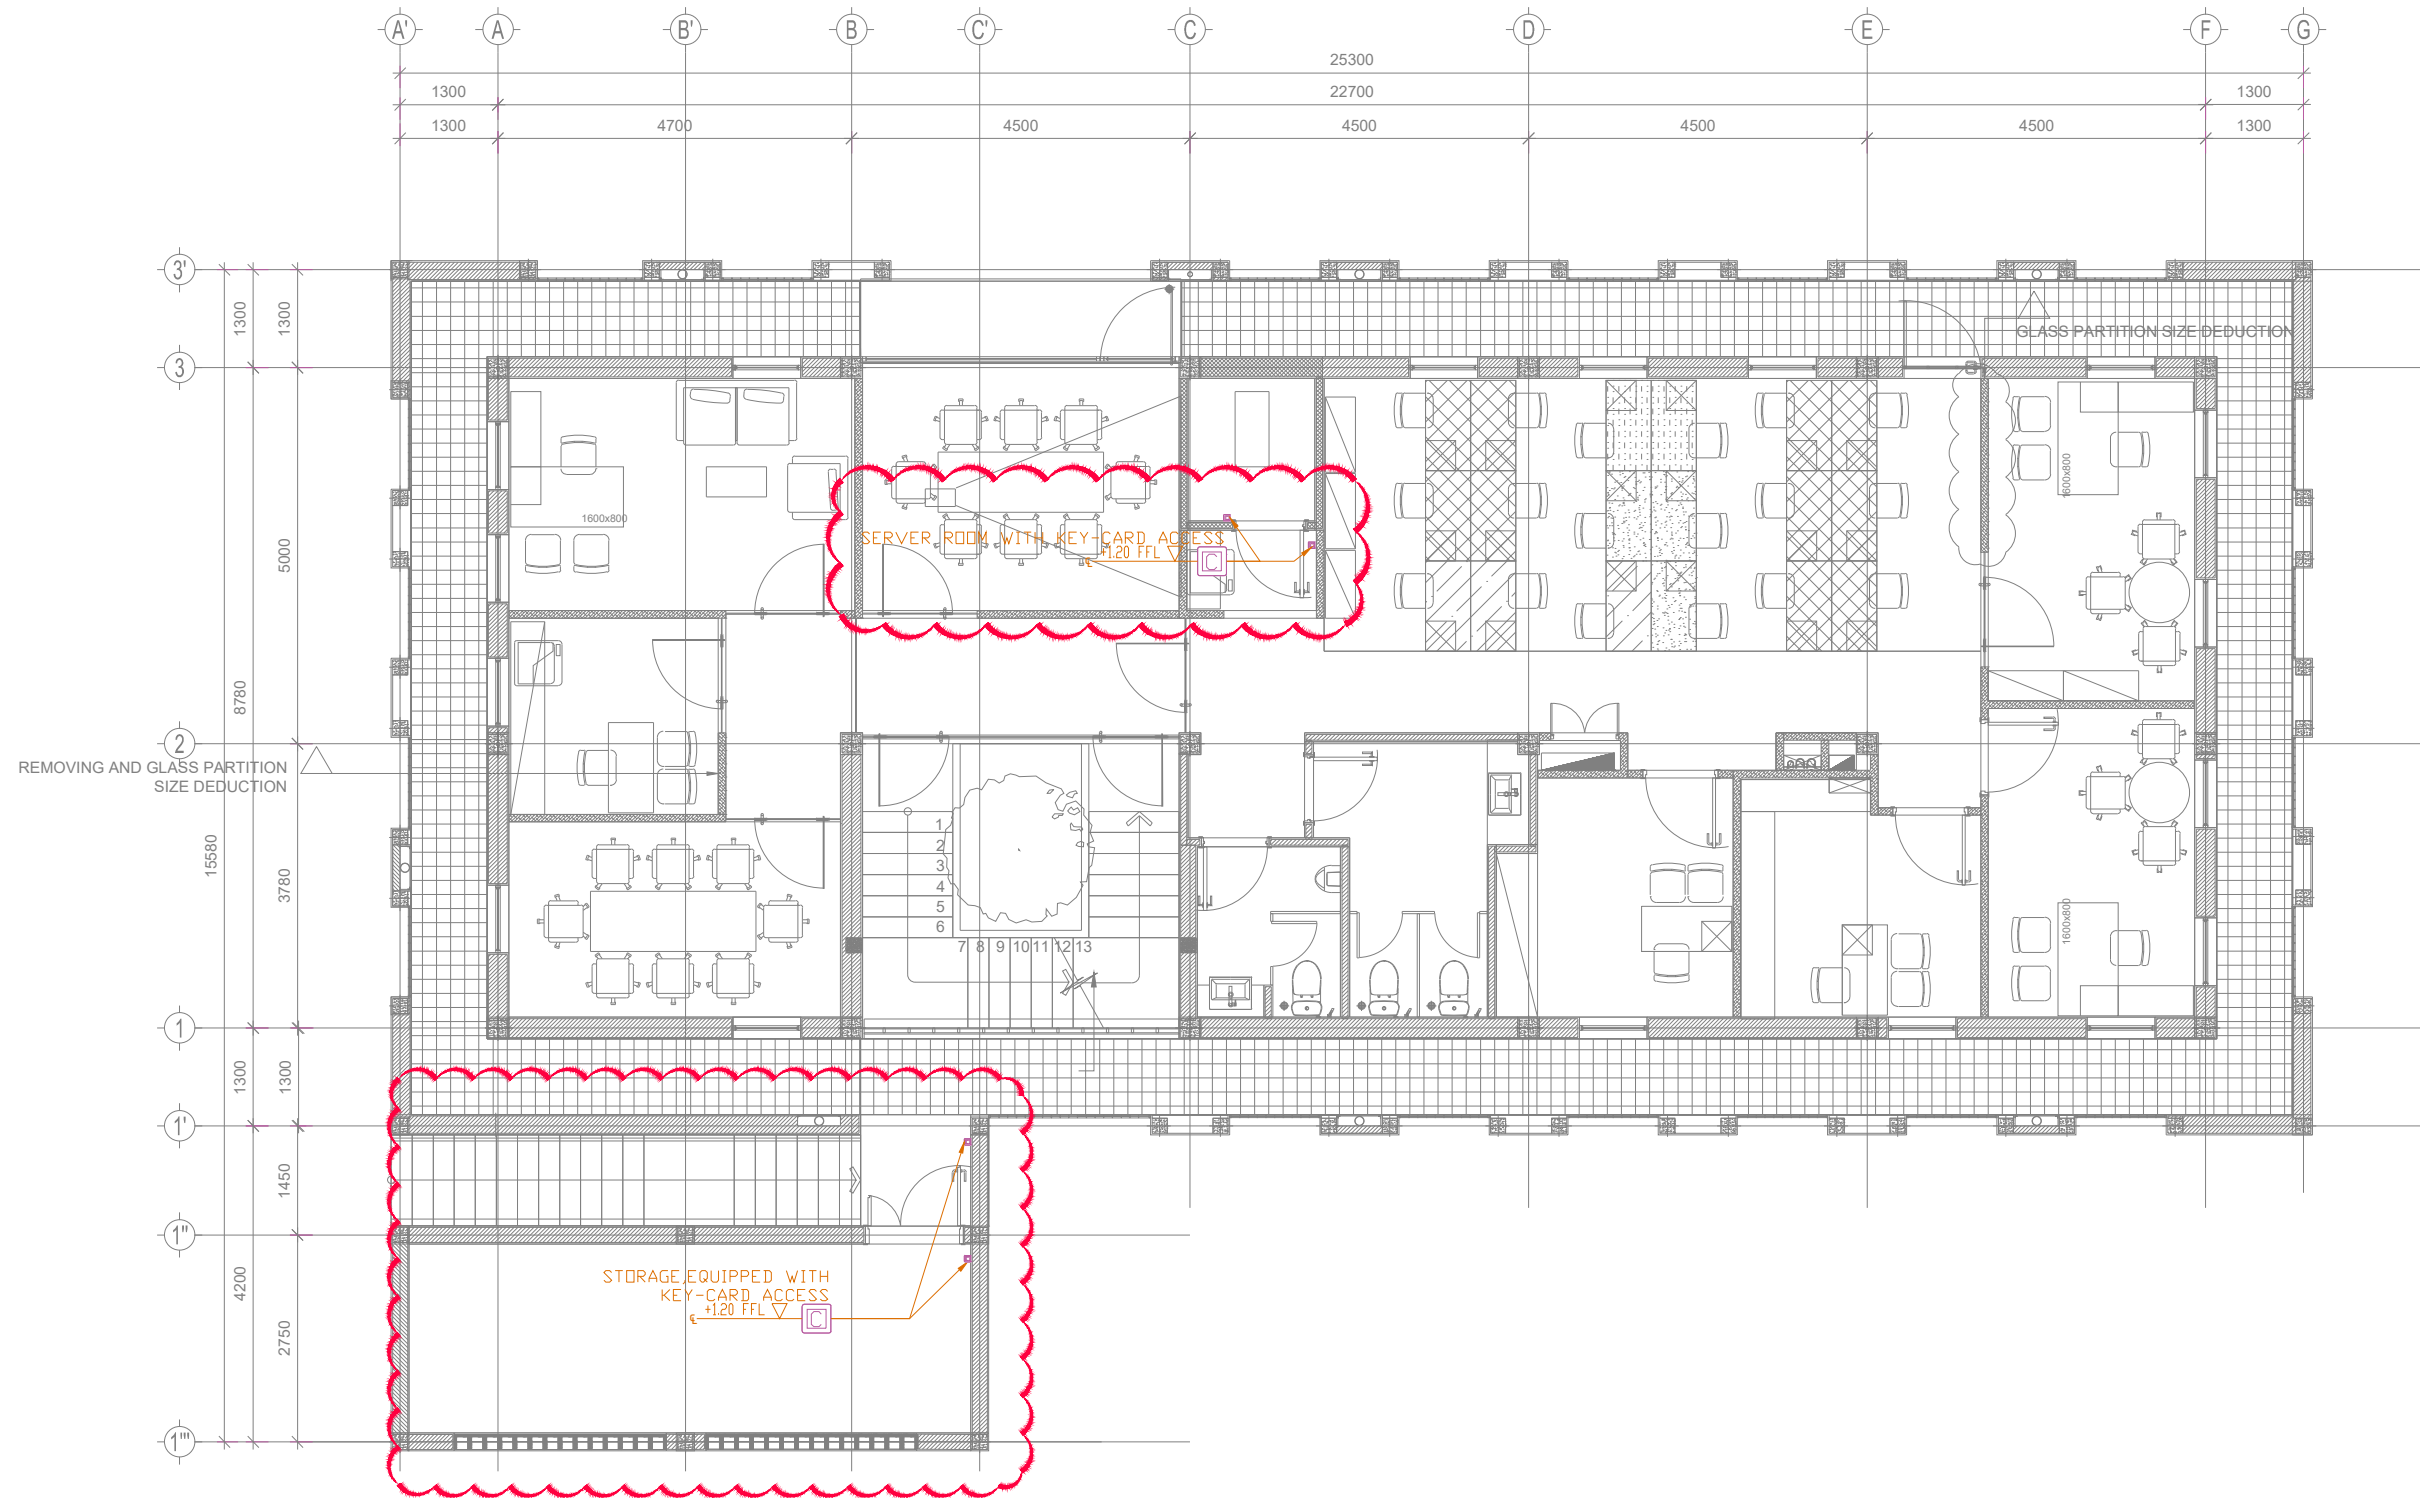 A' A B' B C' C D E F G
25300
1300 22700 1300
1300 4700 4500 4500 4500 4500 1300
3'
1300 1300
GLASS PARTITION SIZE DEDUCTION
3
1600x800
1600x800
SERVER ROOM WITH KEY-CARD ACCESS
+1.20 FFL
C
5000
8780
2
REMOVING AND GLASS PARTITION
SIZE DEDUCTION
15580
3780
1
2
3
4
5
6
7 8 9 10 11 12 13
1600x800
1
1300 1300
1'
1450
1"
4200
STORAGE,EQUIPPED WITH
KEY-CARD ACCESS
+1.20 FFL
C
2750
1'"